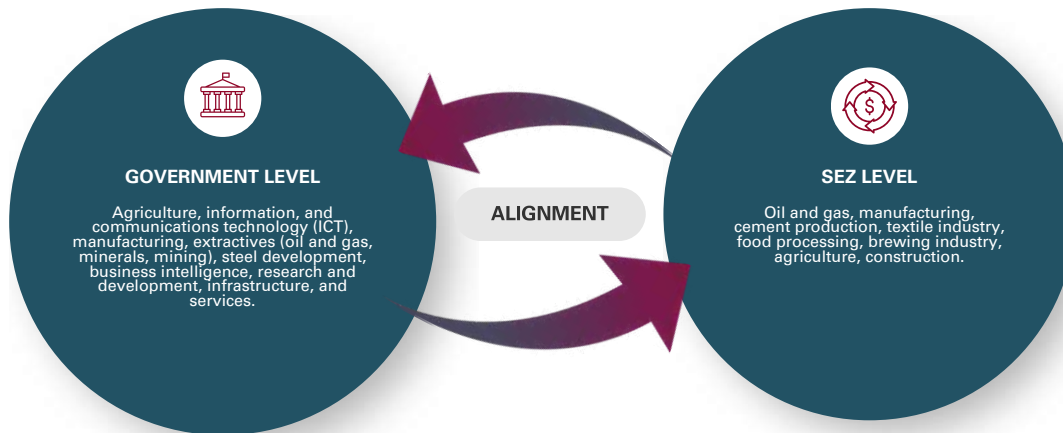 GOVERNMENT LEVEL
Agriculture, information, and
communications technology (ICT),
manufacturing, extractives (oil and gas,
minerals, mining), steel development,
business intelligence, research and
development, infrastructure, and
services.
ALIGNMENT
SEZ LEVEL
Oil and gas, manufacturing,
cement production, textile industry,
food processing, brewing industry,
agriculture, construction.
$